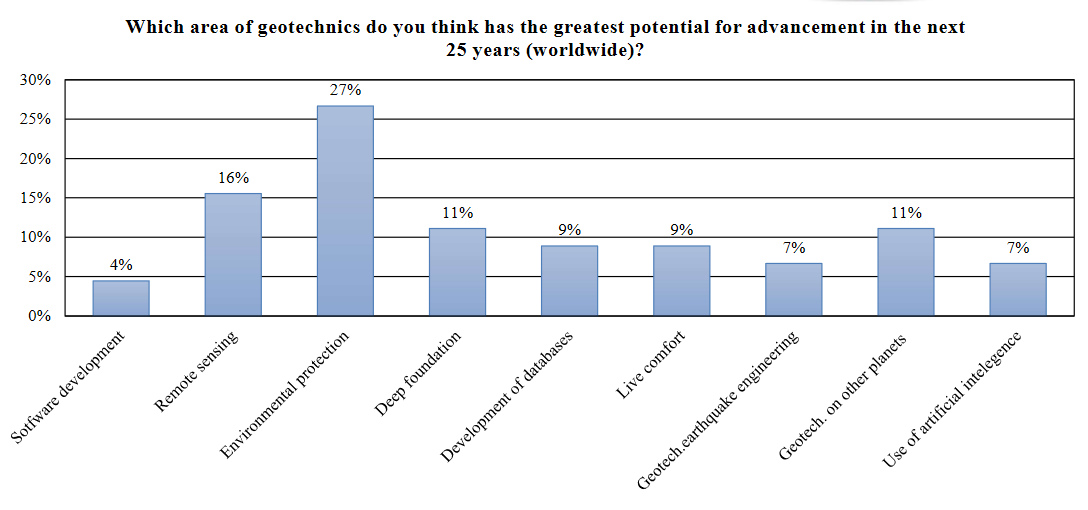 Which area of geotechnics do you think has the greatest potential for advancement in the next
25 years (worldwide)?
30%
25%
20%
15%
10%
5%
0%
4%
16%
27%
11%
9%
9%
7%
11%
7%
Sotfware development
Remote sensing
Environmental protection
Deep foundation
Development of databases
Live comfort
Geotech.earthquake engineering
Geotech. on other planets
Use of artificial intelegence